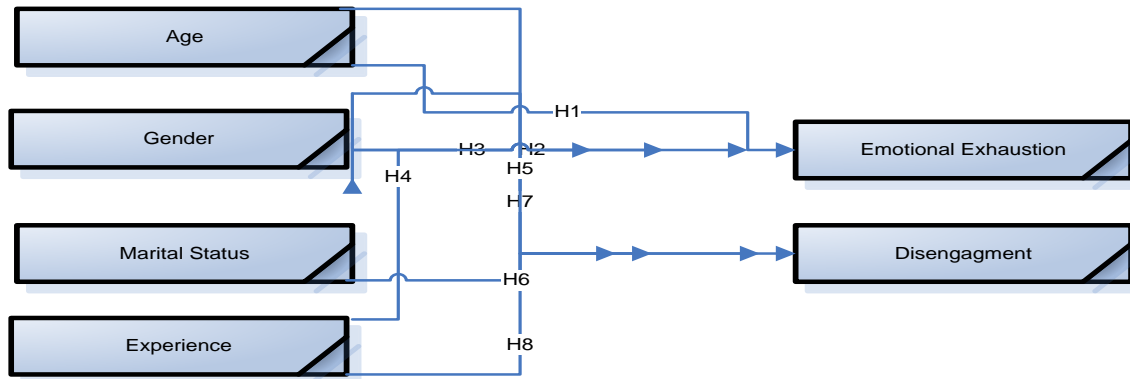 Age
H1
Gender
H3
H2
Emotional Exhaustion
H5
H4
H7
Marital Status
Disengagment
H6
Experience
H8